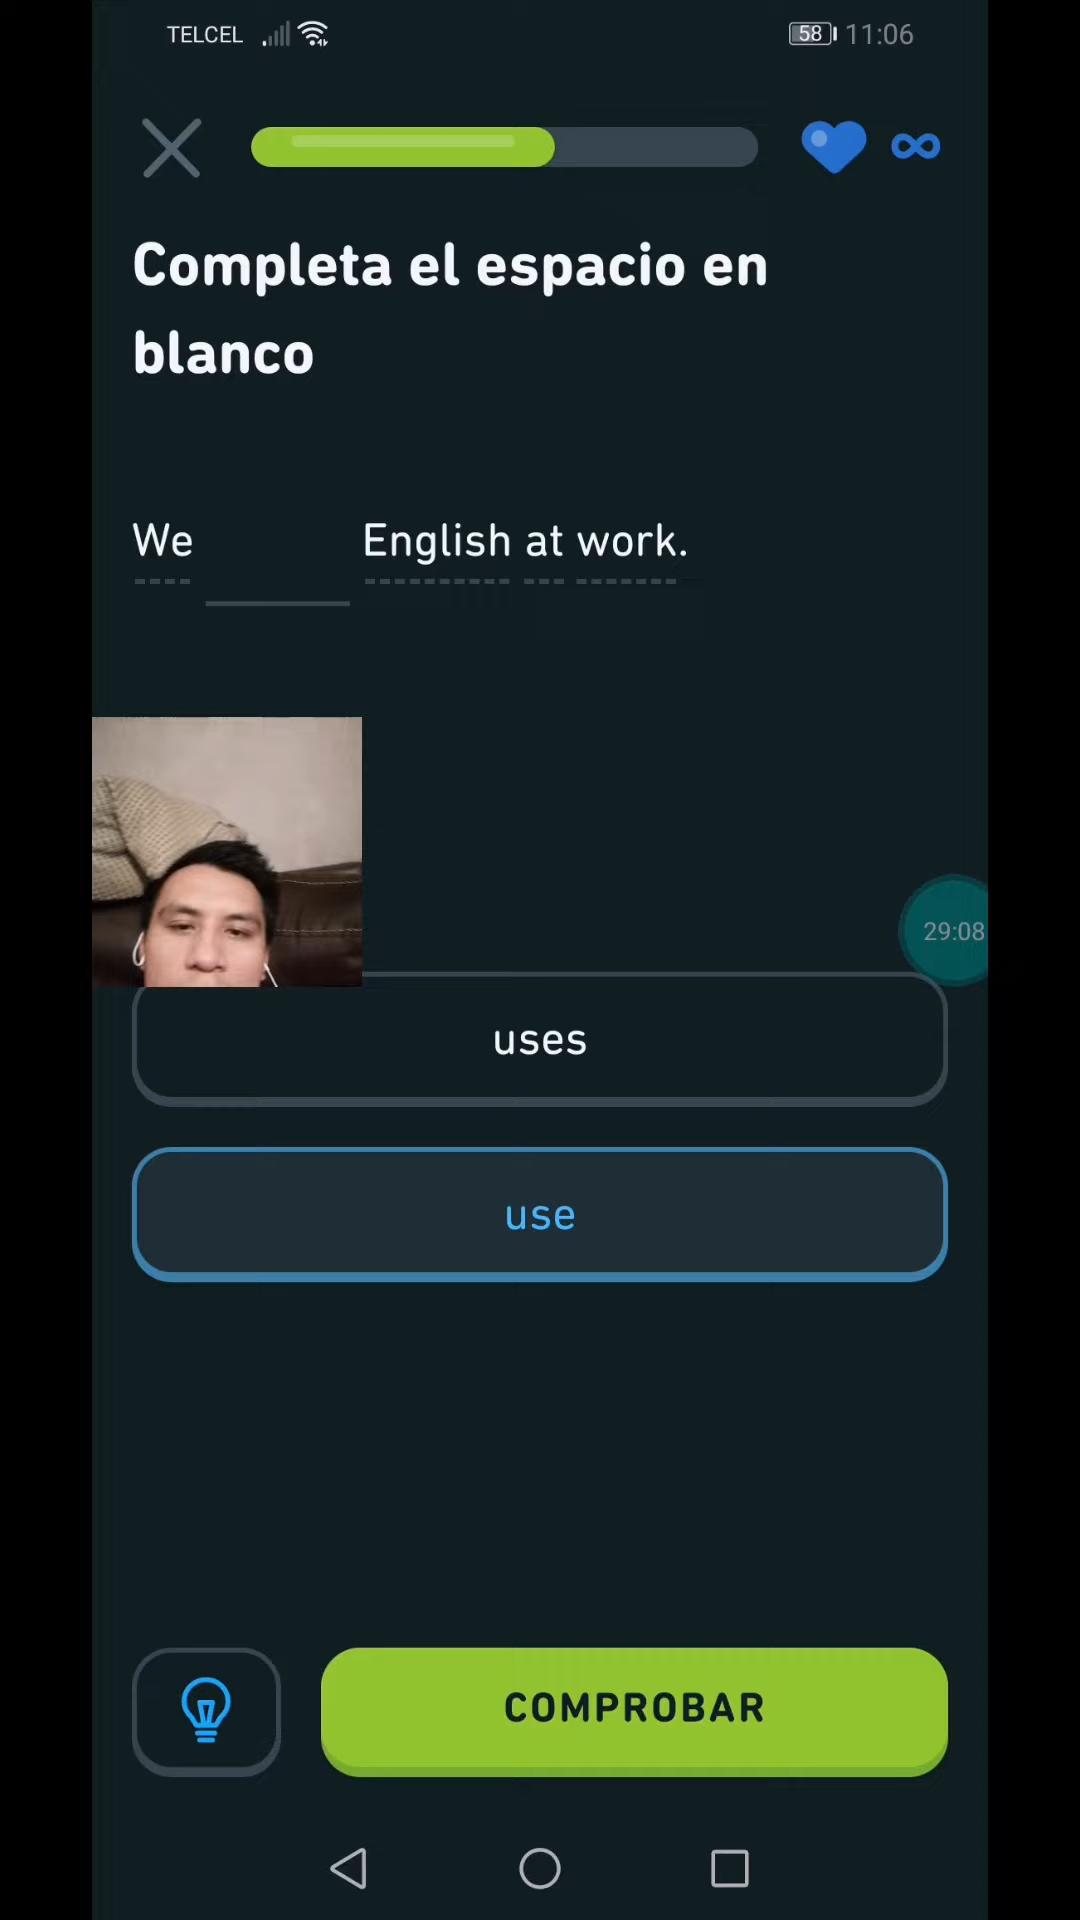 TELCEL 58 11:06
Completa el espacio en
blanco
We English at work.
29:08
uses
use
COMPROBAR